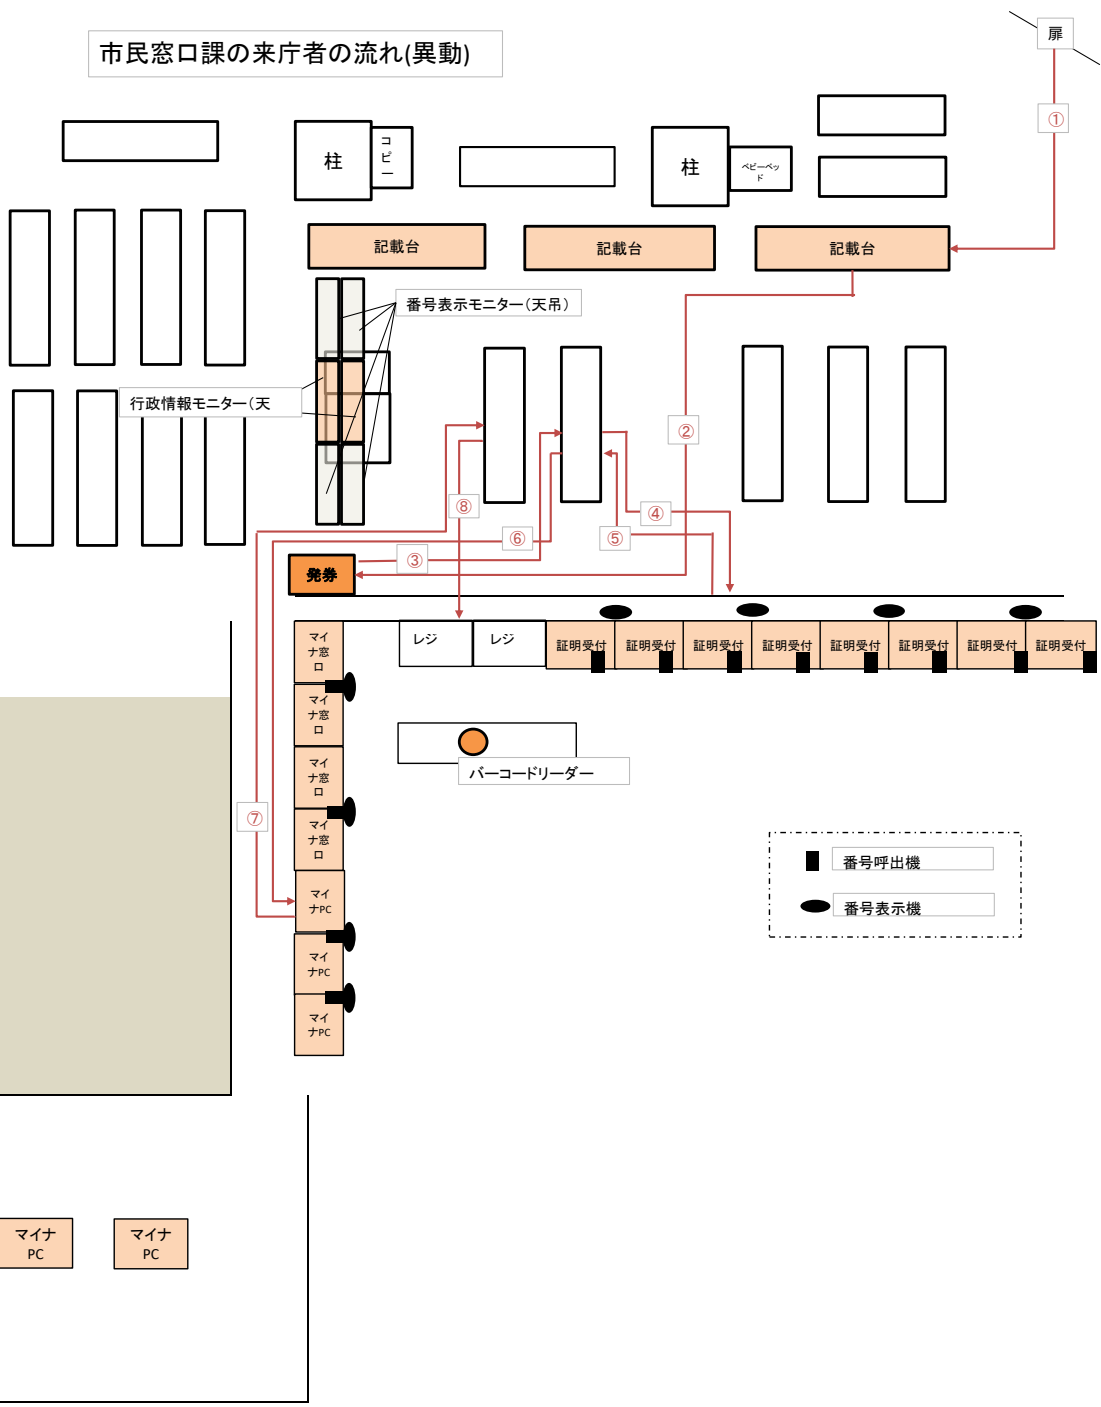 市民窓口課の来庁者の流れ(異動)
扉
①
柱
コ
ピ
ー
柱
ベビーベッ
ド
記載台
記載台
記載台
番号表示モニター(天吊)
行政情報モニター(天
②
⑧
④
⑥
⑤
③
発券
マイ
ナ窓
口
レジ
レジ
証明受付
証明受付
証明受付
証明受付
証明受付
証明受付
証明受付
証明受付
マイ
ナ窓
口
マイ
ナ窓
口
バーコードリーダー
⑦
マイ
ナ窓
口
番号呼出機
マイ
ナPC
番号表示機
マイ
ナPC
マイ
ナPC
マイナ
PC
マイナ
PC